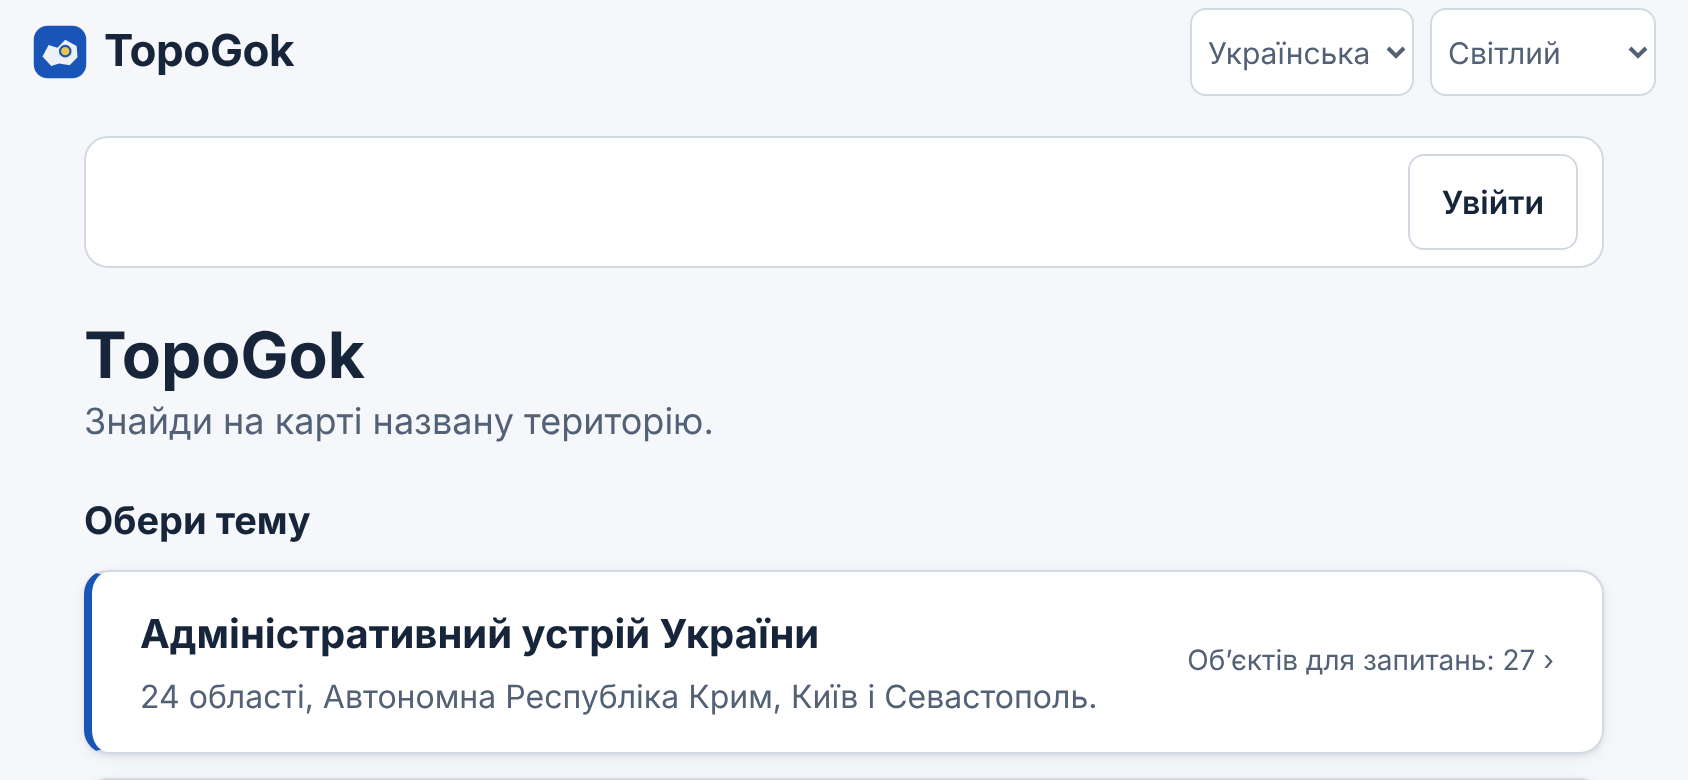 TopoGok
Українська
Світлий
Увійти
TopoGok
Знайди на карті названу територію.
Обери тему
Адміністративний устрій України
24 області, Автономна Республіка Крим, Київ і Севастополь.
Об’єктів для запитань: 27 ›